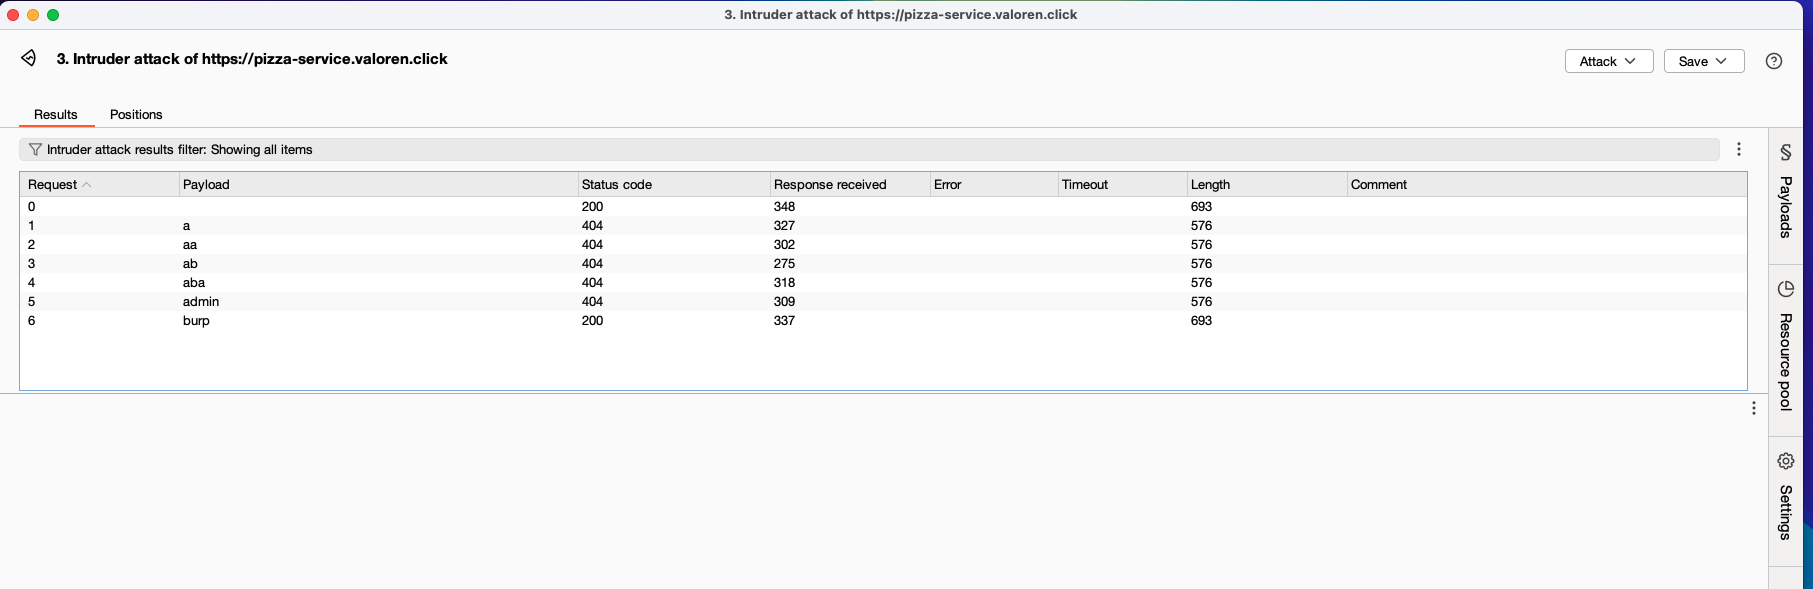 3. Intruder attack of https://pizza-service.valoren.click
3. Intruder attack of https://pizza-service.valoren.click
Attack
Save
Results
Positions
Intruder attack results filter: Showing all items
Request Payload Status code Response received Error Timeout Length Comment
0 200 348 693
1 a 404 327 576
2 aa 404 302 576
3 ab 404 275 576
4 aba 404 318 576
5 admin 404 309 576
6 burp 200 337 693
Payloads
Resource pool
Settings